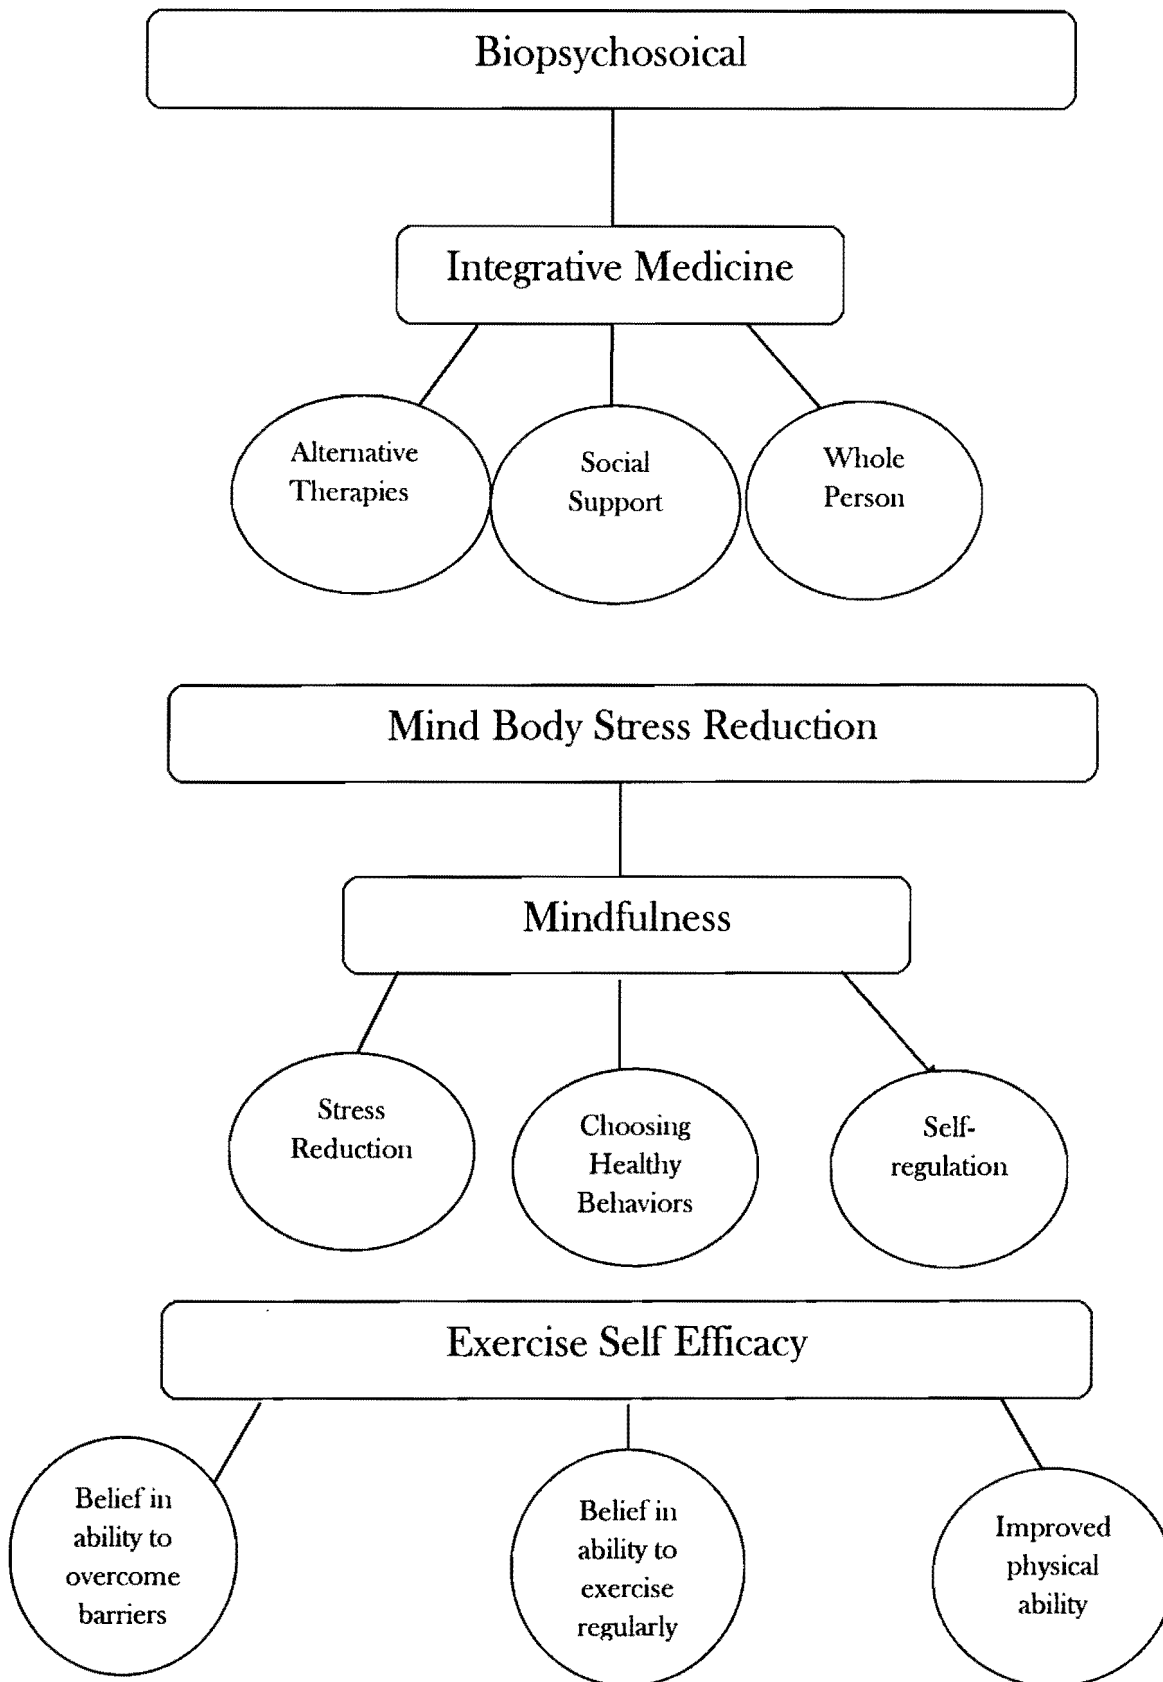 Biopsychosoical
Integrative Medicine
Alternative
Therapies
Social
Support
Whole
Person
Mind Body Stress Reduction
Mindfulness
Stress
Reduction
Choosing
Healthy
Behaviors
Self-
regulation
Exercise Self Efficacy
Belief in
ability to
overcome
barriers
Belief in
ability to
exercise
regularly
Improved
physical
ability